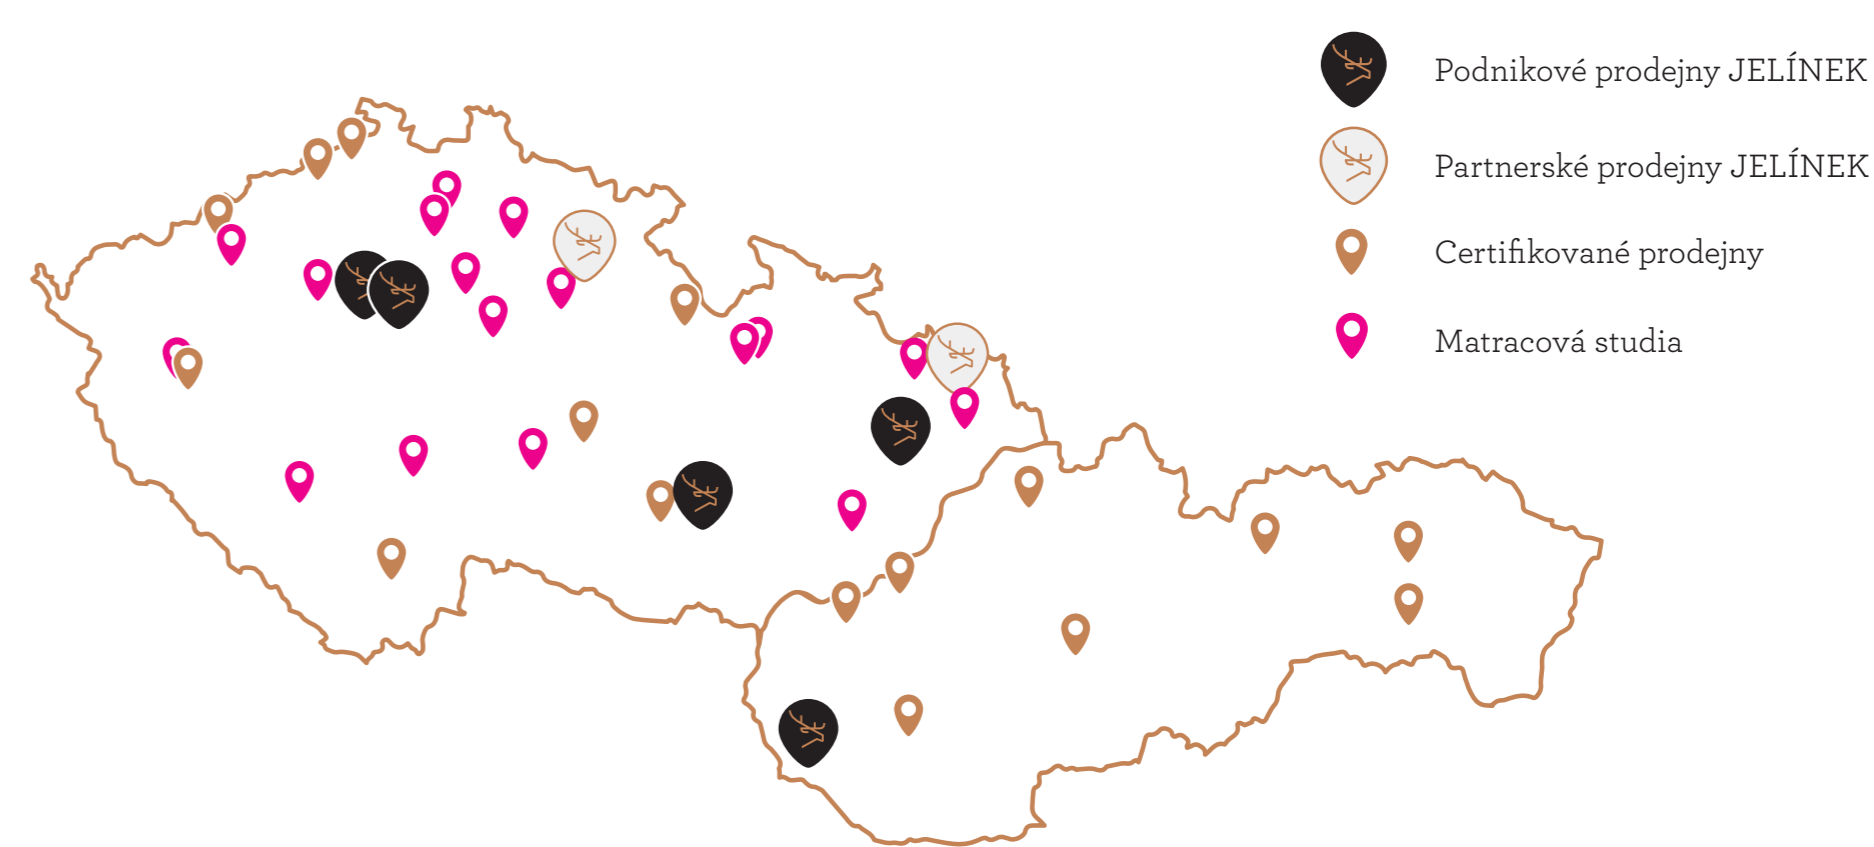 Podnikové prodejny JELÍNEK
Partnerské prodejny JELÍNEK
Certifikované prodejny
Matracová studia